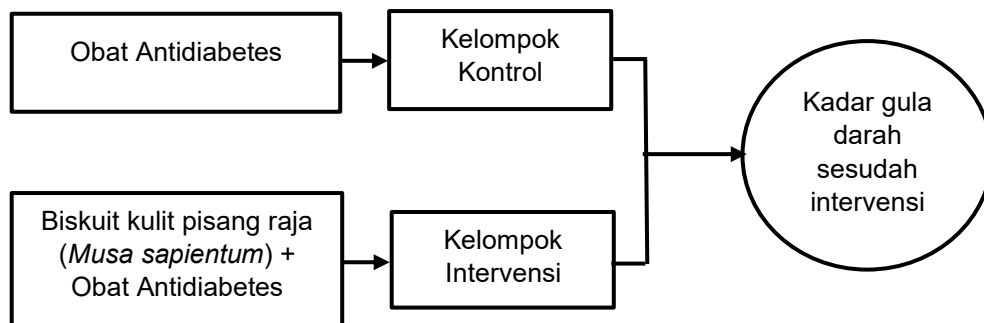 Obat Antidiabetes
Kelompok
Kontrol
Kadar gula
darah
sesudah
intervensi
Biskuit kulit pisang raja
(Musa sapientum) +
Obat Antidiabetes
Kelompok
Intervensi